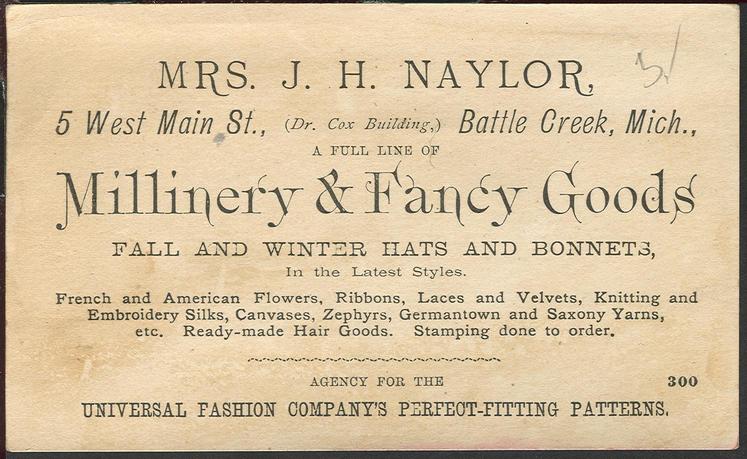 MRS. J. H. NAYLOR,
5 West Main St., (Dr. Cox Building,) Battle Creek, Mich.,
A FULL LINE OF
Millinery & Fancy Goods
FALL AND WINTER HATS AND BONNETS,
In the Latest Styles.
French and American Flowers, Ribbons, Laces and Velvets, Knitting and
Embroidery Silks, Canvases, Zephyrs, Germantown and Saxony Yarns,
etc. Ready-made Hair Goods. Stamping done to order.
AGENCY FOR THE 300
UNIVERSAL FASHION COMPANY'S PERFECT-FITTING PATTERNS.